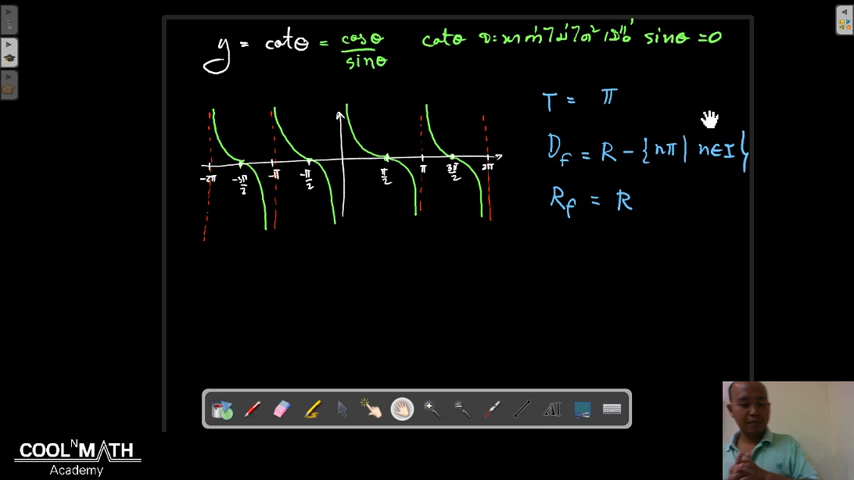 y = cotθ = cosθ/sinθ
cotθ จะหาค่าไม่ได้ เมื่อ sinθ = 0
T = π
D_f = R - {nπ | n ∈ I}
R_f = R
-2π -3π/2 -π -π/2 π/2 π 3π/2 2π
COOL^N MATH
Academy